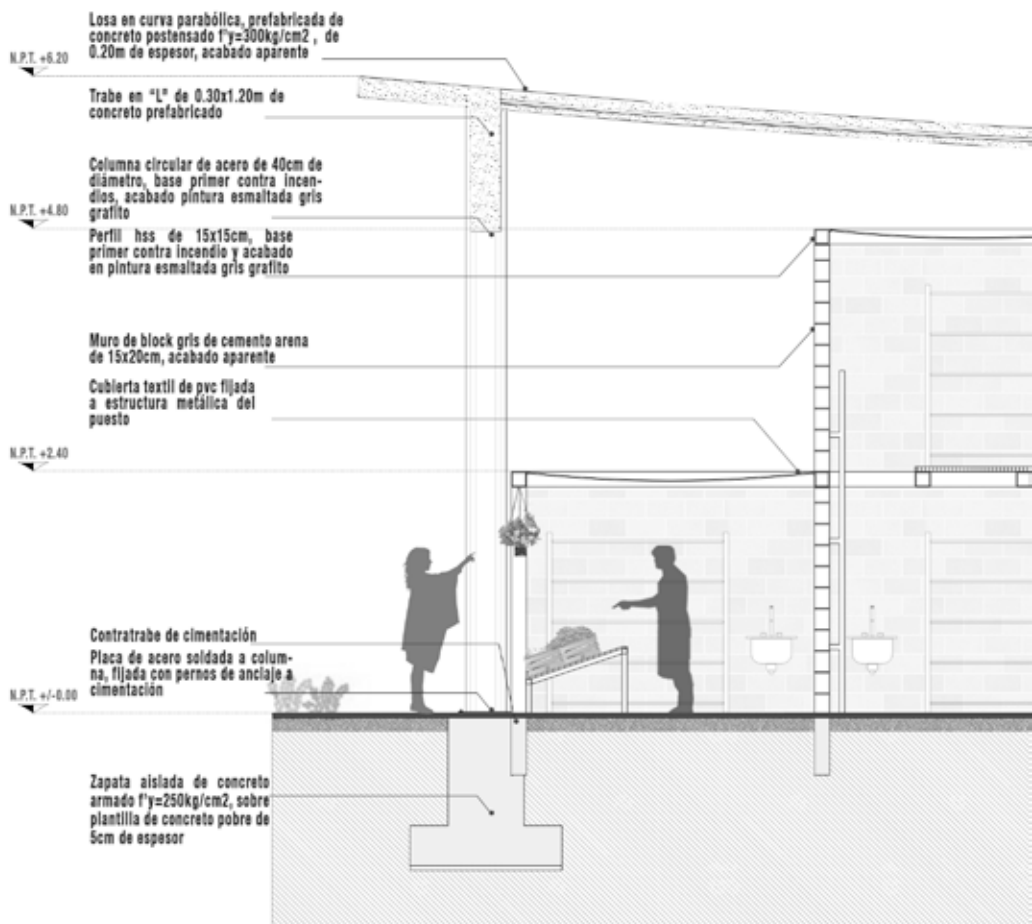 Losa en curva parabólica, prefabricada de
concreto postensado f'y=300kg/cm2 , de
0.20m de espesor, acabado aparente
N.P.T. +6.20
Trabe en "L" de 0.30x1.20m de
concreto prefabricado
Columna circular de acero de 40cm de
diámetro, base primer contra incen-
dios, acabado pintura esmaltada gris
grafito
N.P.T. +4.80
Perfil hss de 15x15cm, base
primer contra incendio y acabado
en pintura esmaltada gris grafito
Muro de block gris de cemento arena
de 15x20cm, acabado aparente
Cubierta textil de pvc fijada
a estructura metálica del
puesto
N.P.T. +2.40
Contratrabe de cimentación
Placa de acero soldada a colum-
na, fijada con pernos de anclaje a
cimentación
N.P.T. +/-0.00
Zapata aislada de concreto
armado f'y=250kg/cm2, sobre
plantilla de concreto pobre de
5cm de espesor